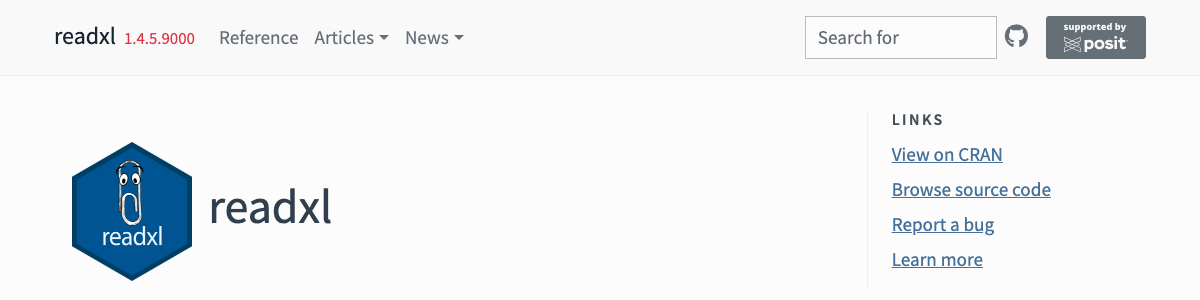 readxl 1.4.5.9000 Reference Articles News Search for supported by posit
LINKS
View on CRAN
Browse source code
Report a bug
Learn more
readxl
readxl